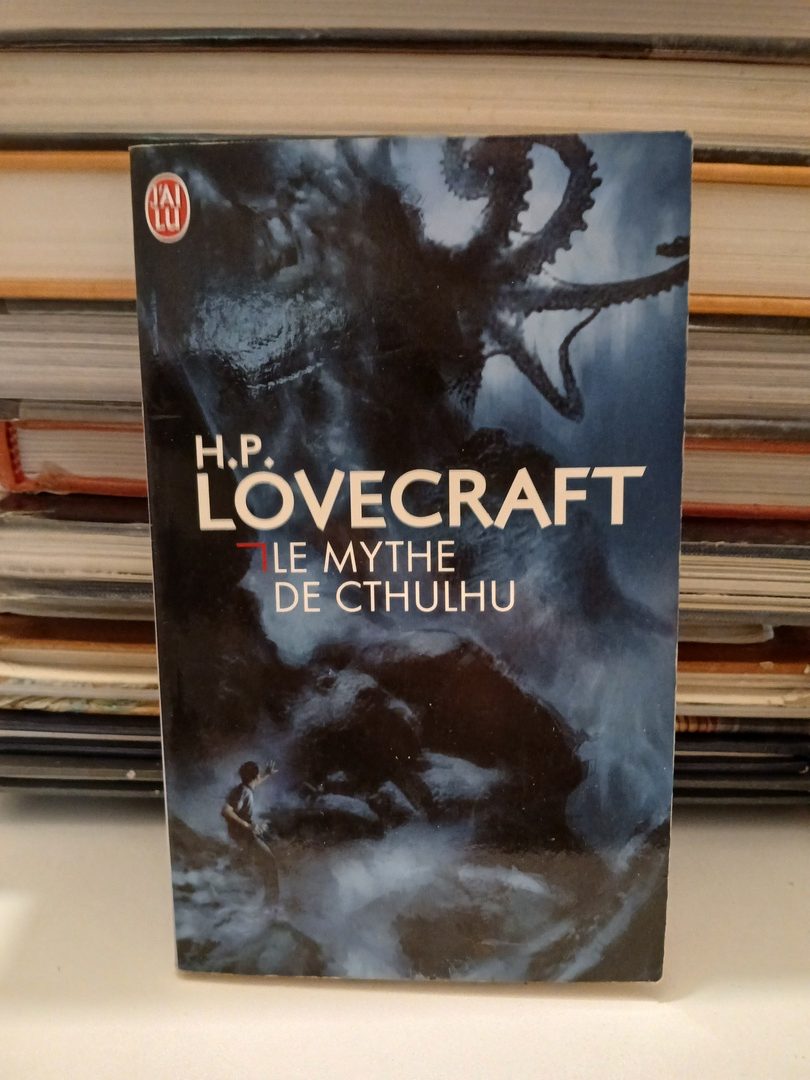 J'AI
LU
H.P.
LOVECRAFT
LE MYTHE
DE CTHULHU